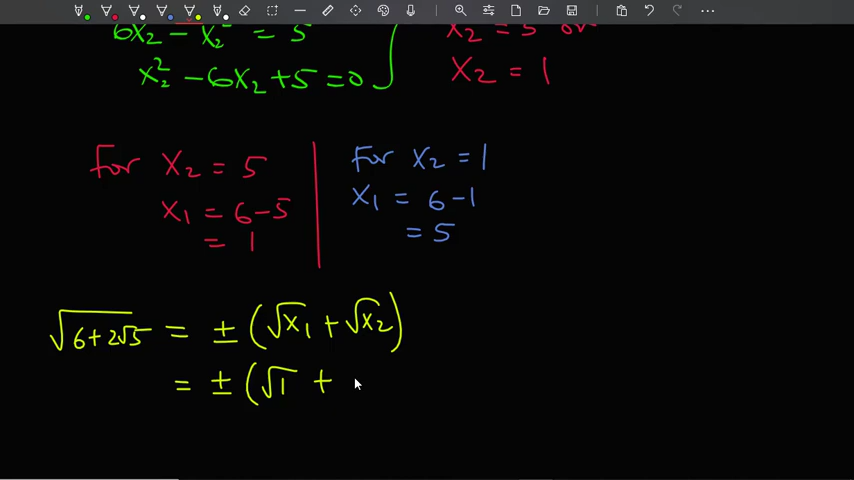 6x₂ - x₂² = 5
x₂² - 6x₂ + 5 = 0
x₂ = 5 or
x₂ = 1
For x₂ = 5
x₁ = 6 - 5
= 1
For x₂ = 1
x₁ = 6 - 1
= 5
√(6 + 2√5) = ± (√x₁ + √x₂)
= ± (√1 +